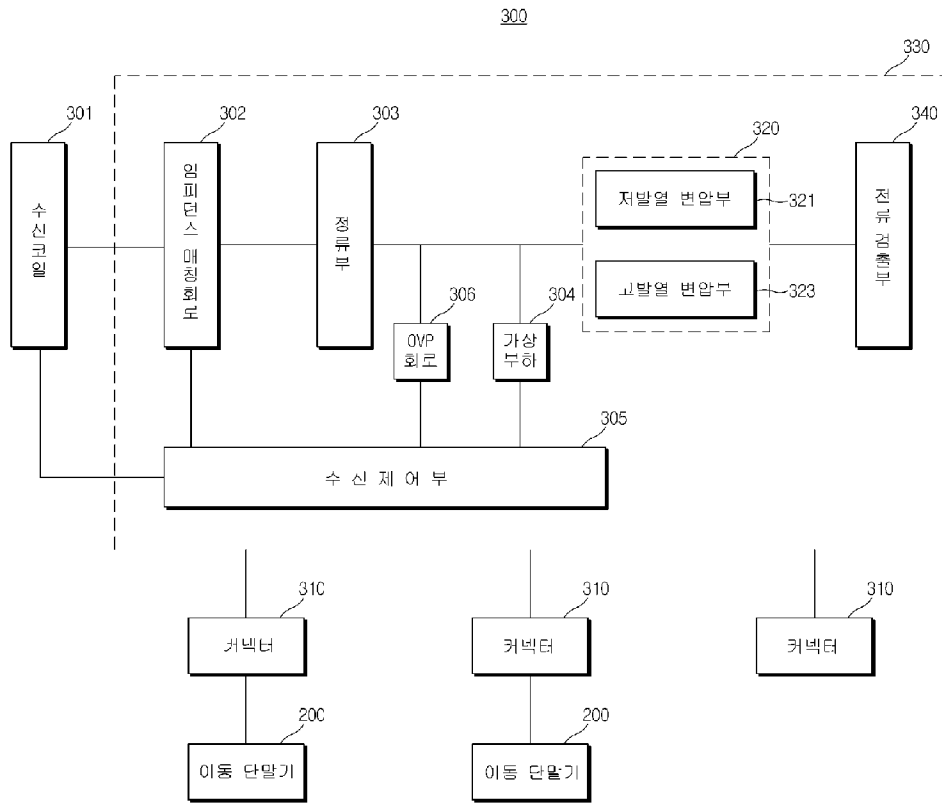 300
330
301
302
303
340
320
수신코일
임피던스 매칭회로
정류부
저발열 변압부
321
고발열 변압부
323
전류검출부
306
304
OVP
회로
가상
부하
305
수 신 제 어 부
310
310
310
커넥터
커넥터
커넥터
200
200
이동 단말기
이동 단말기